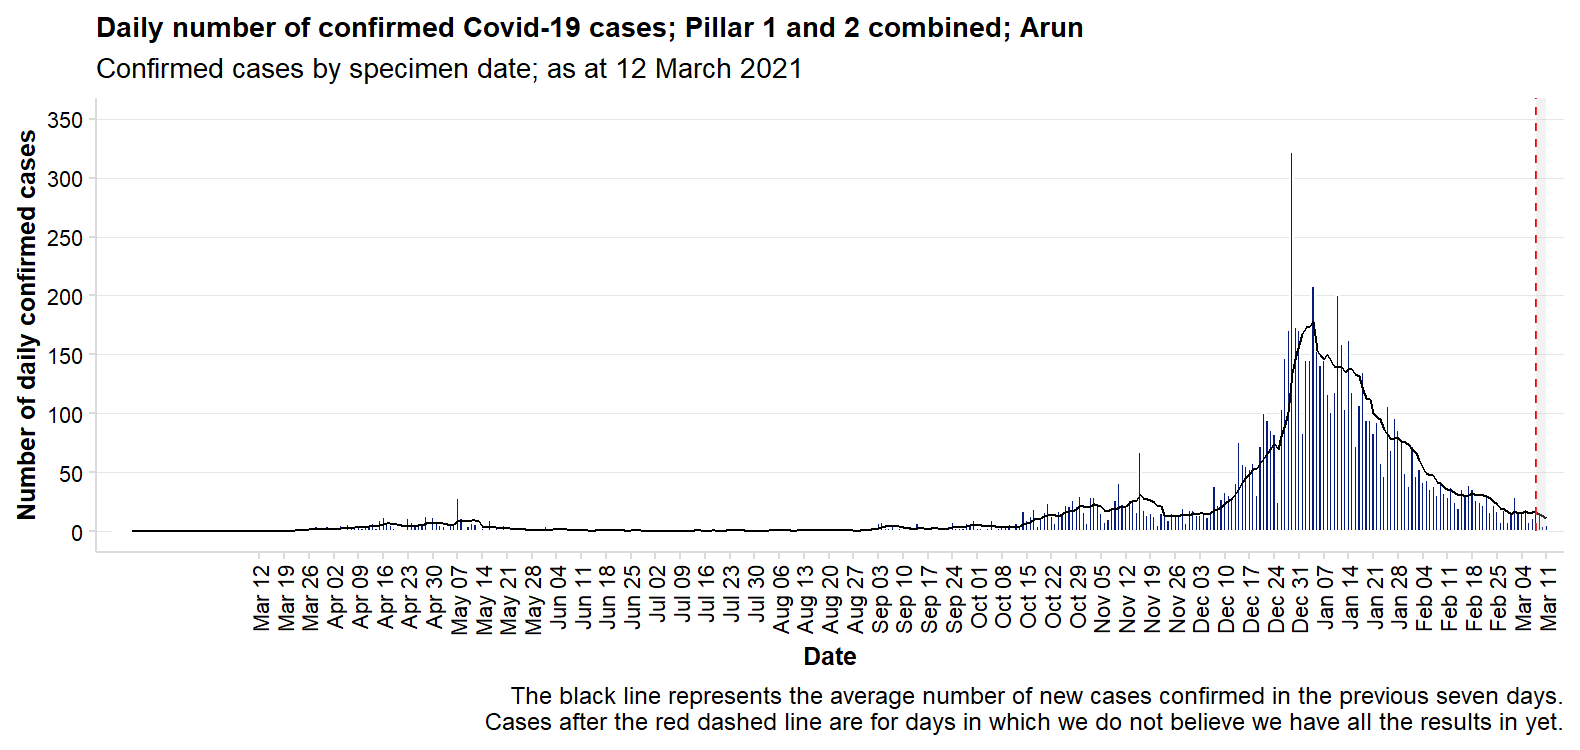 Daily number of confirmed Covid-19 cases; Pillar 1 and 2 combined; Arun
Confirmed cases by specimen date; as at 12 March 2021
Number of daily confirmed cases
350
300
250
200
150
100
50
0
Mar 12
Mar 19
Mar 26
Apr 02
Apr 09
Apr 16
Apr 23
Apr 30
May 07
May 14
May 21
May 28
Jun 04
Jun 11
Jun 18
Jun 25
Jul 02
Jul 09
Jul 16
Jul 23
Jul 30
Aug 06
Aug 13
Aug 20
Aug 27
Sep 03
Sep 10
Sep 17
Sep 24
Oct 01
Oct 08
Oct 15
Oct 22
Oct 29
Nov 05
Nov 12
Nov 19
Nov 26
Dec 03
Dec 10
Dec 17
Dec 24
Dec 31
Jan 07
Jan 14
Jan 21
Jan 28
Feb 04
Feb 11
Feb 18
Feb 25
Mar 04
Mar 11
Date
The black line represents the average number of new cases confirmed in the previous seven days.
Cases after the red dashed line are for days in which we do not believe we have all the results in yet.